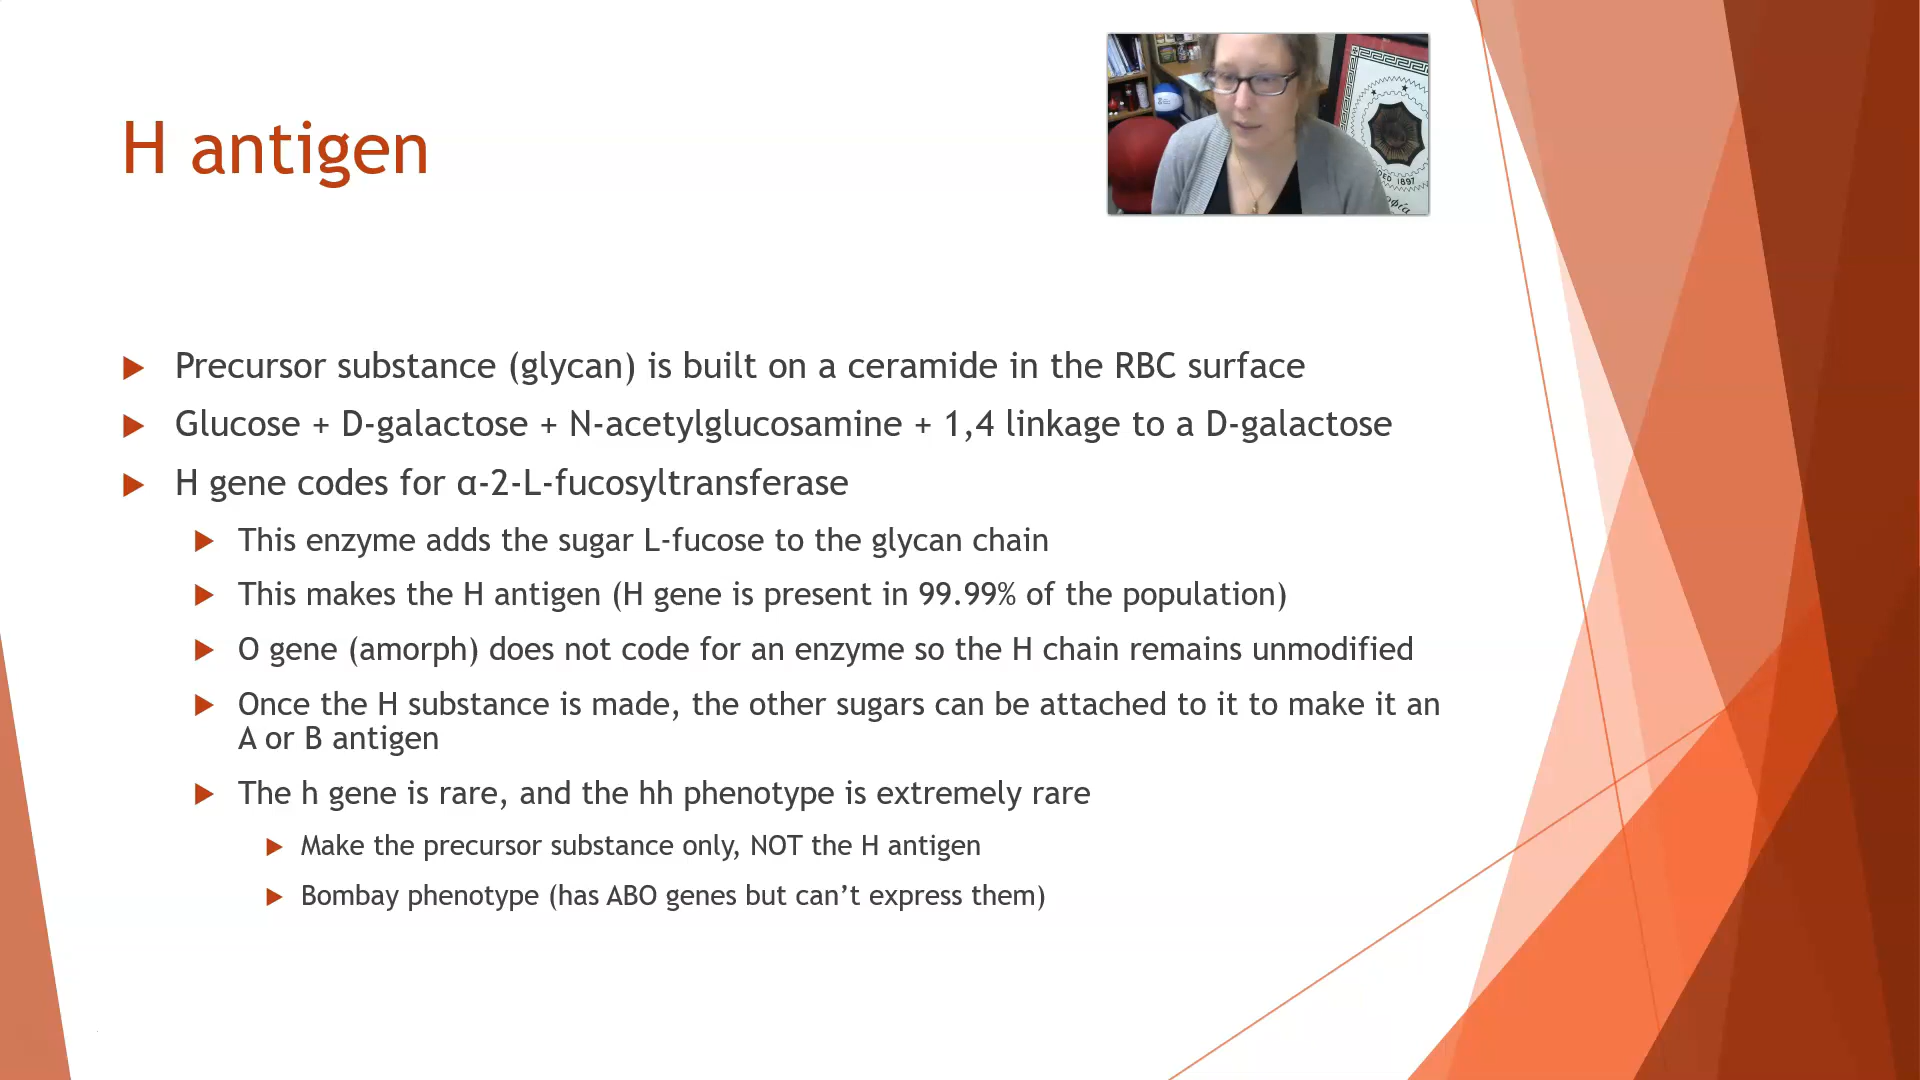 H antigen
DED 1897
Precursor substance (glycan) is built on a ceramide in the RBC surface
Glucose + D-galactose + N-acetylglucosamine + 1,4 linkage to a D-galactose
H gene codes for α-2-L-fucosyltransferase
This enzyme adds the sugar L-fucose to the glycan chain
This makes the H antigen (H gene is present in 99.99% of the population)
O gene (amorph) does not code for an enzyme so the H chain remains unmodified
Once the H substance is made, the other sugars can be attached to it to make it an
A or B antigen
The h gene is rare, and the hh phenotype is extremely rare
Make the precursor substance only, NOT the H antigen
Bombay phenotype (has ABO genes but can’t express them)